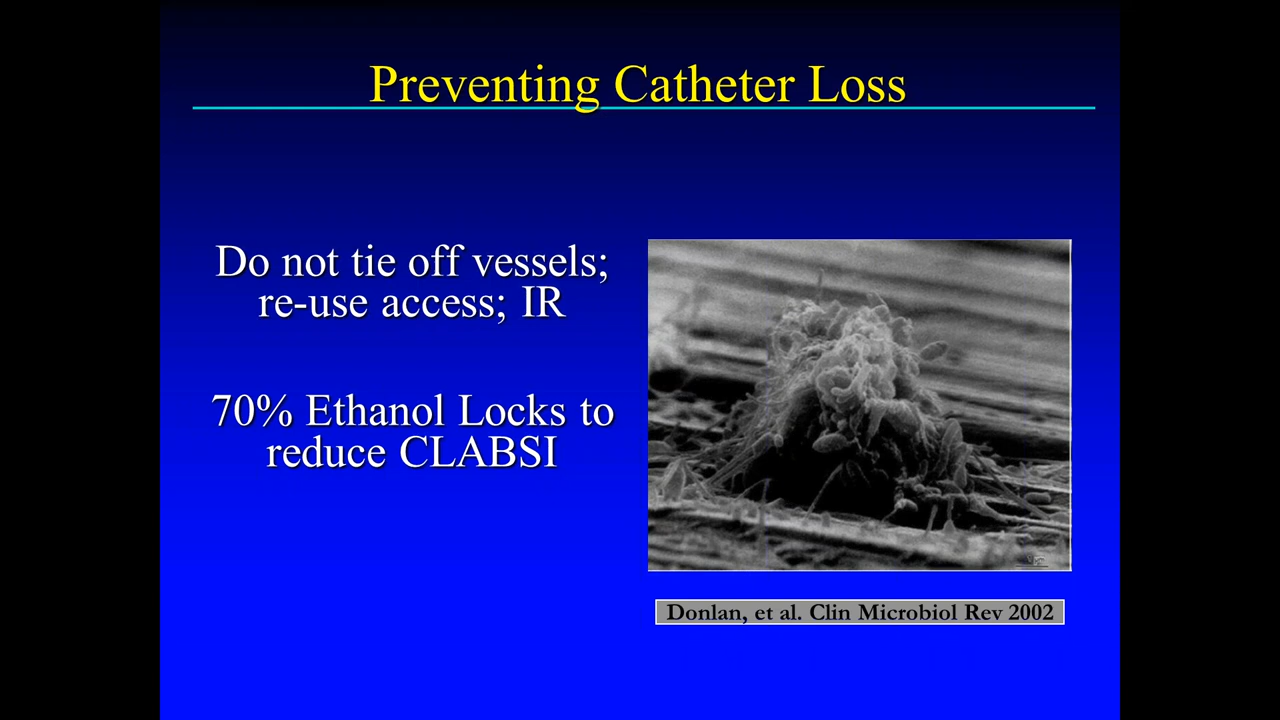 Preventing Catheter Loss
Do not tie off vessels;
re-use access; IR
70% Ethanol Locks to
reduce CLABSI
Donlan, et al. Clin Microbiol Rev 2002